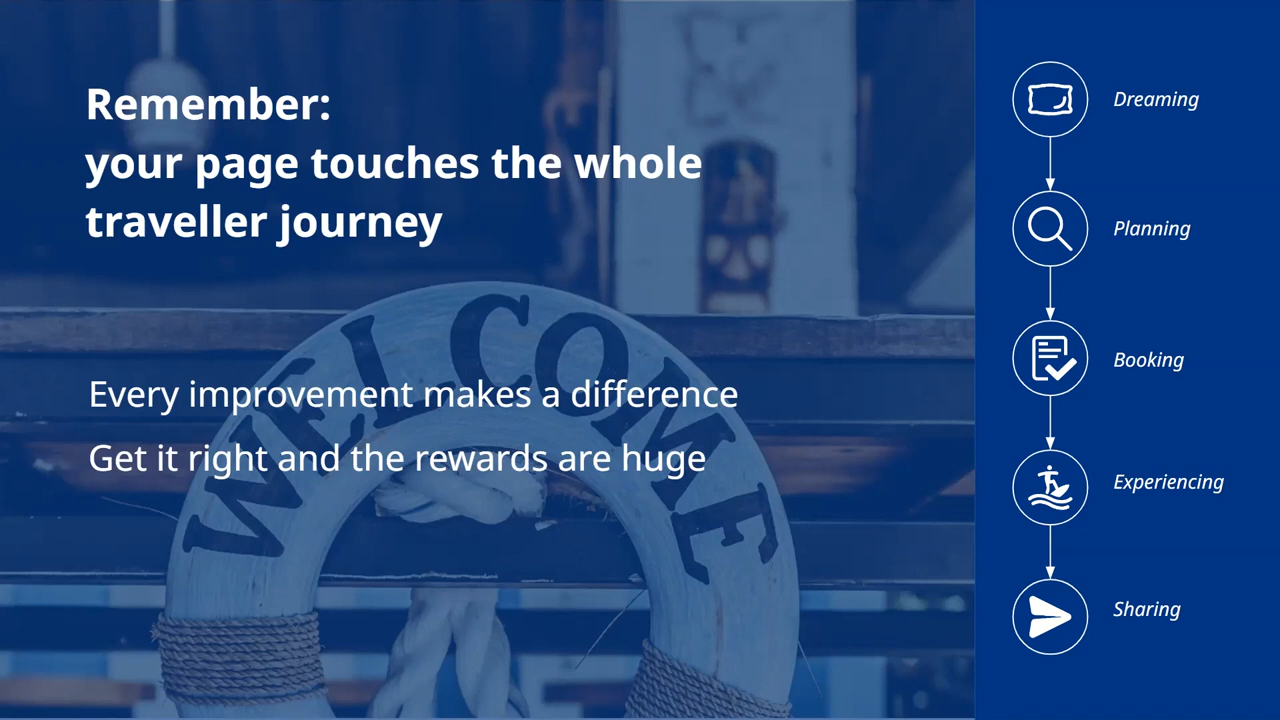 Remember:
your page touches the whole
traveller journey
WELCOME
Every improvement makes a difference
Get it right and the rewards are huge
Dreaming
Planning
Booking
Experiencing
Sharing